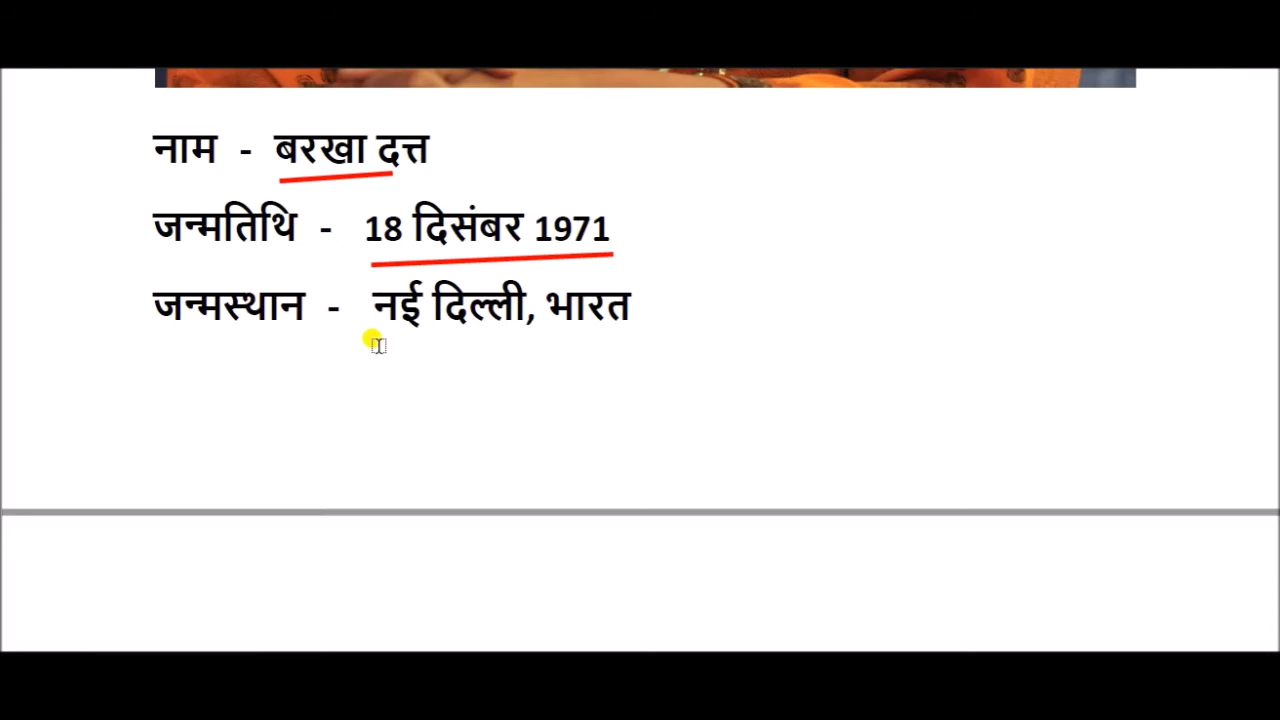 नाम - बरखा दत्त
जन्मतिथि - 18 दिसंबर 1971
जन्मस्थान - नई दिल्ली, भारत